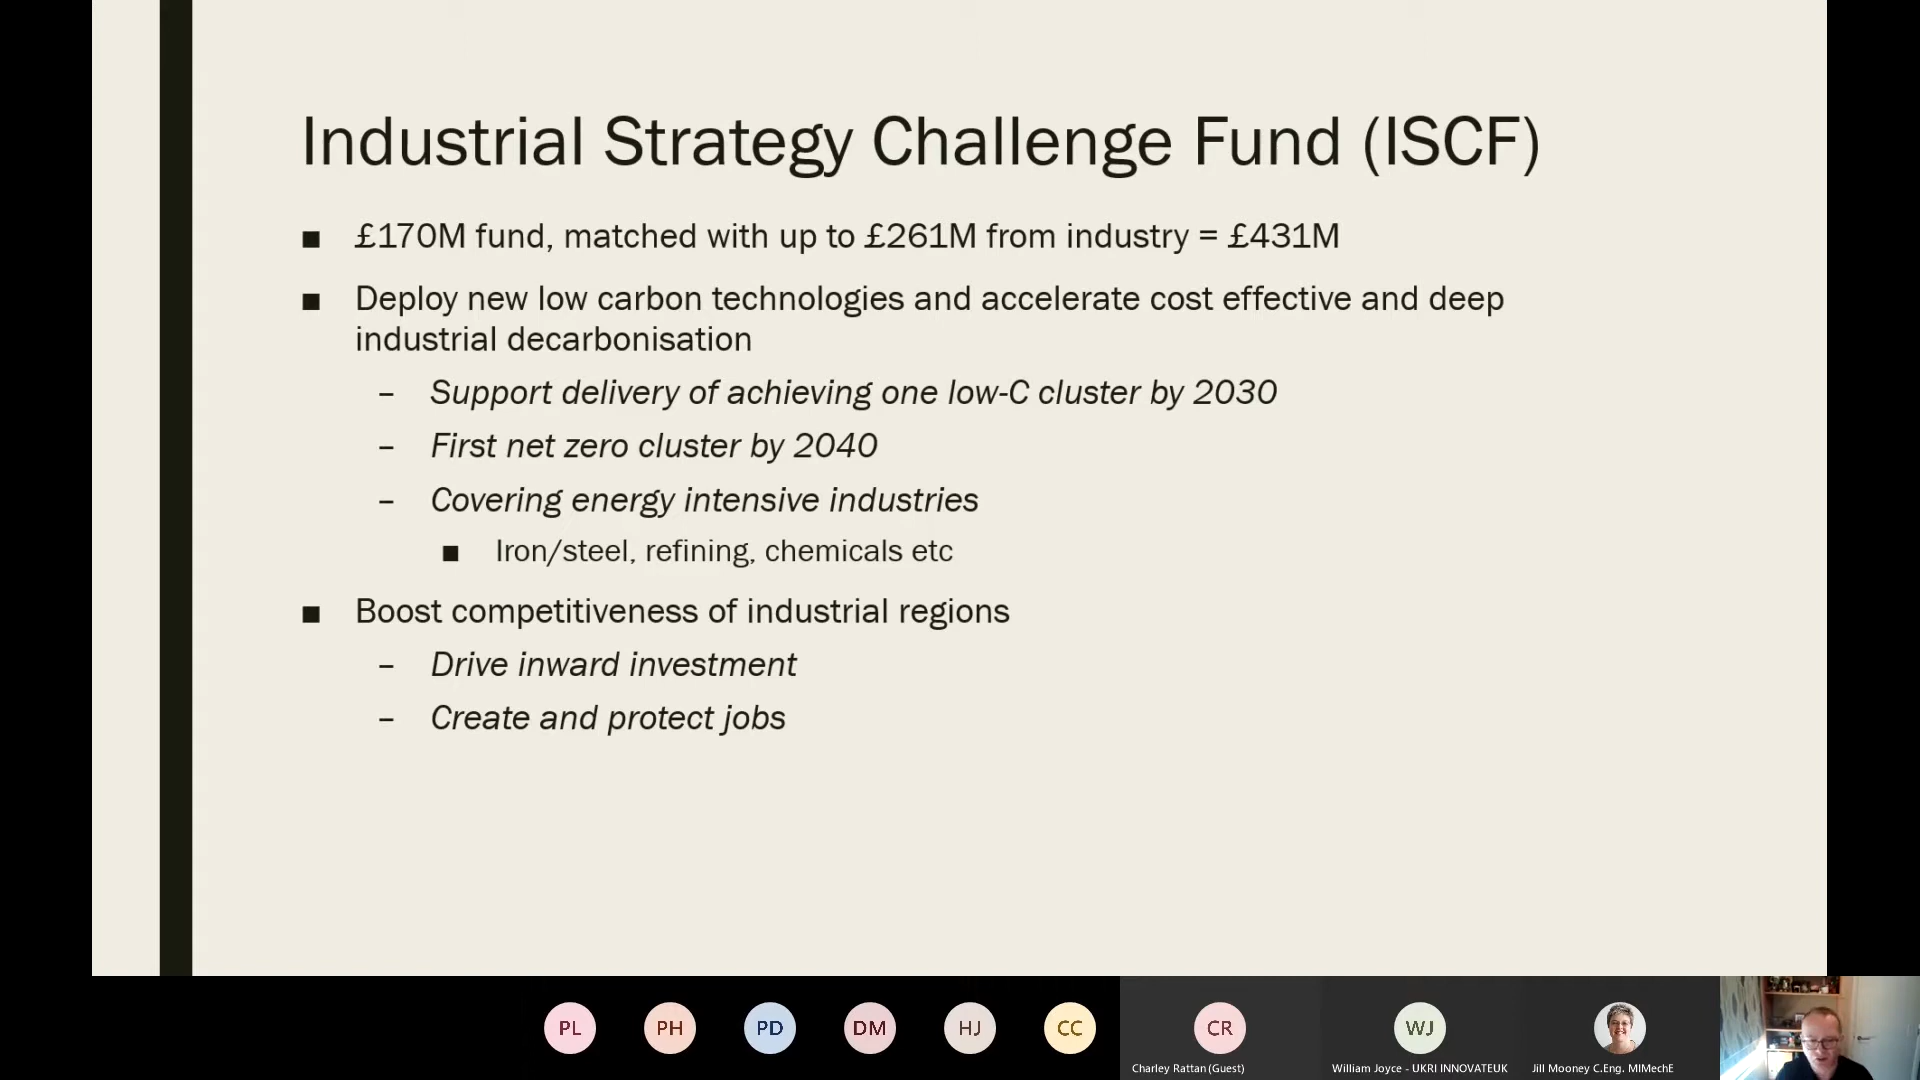 Industrial Strategy Challenge Fund (ISCF)
■ £170M fund, matched with up to £261M from industry = £431M
■ Deploy new low carbon technologies and accelerate cost effective and deep
industrial decarbonisation
– Support delivery of achieving one low-C cluster by 2030
– First net zero cluster by 2040
– Covering energy intensive industries
■ Iron/steel, refining, chemicals etc
■ Boost competitiveness of industrial regions
– Drive inward investment
– Create and protect jobs
PL PH PD DM HJ CC CR WJ
Charley Rattan (Guest) William Joyce - UKRI INNOVATEUK Jill Mooney C.Eng. MIMechE